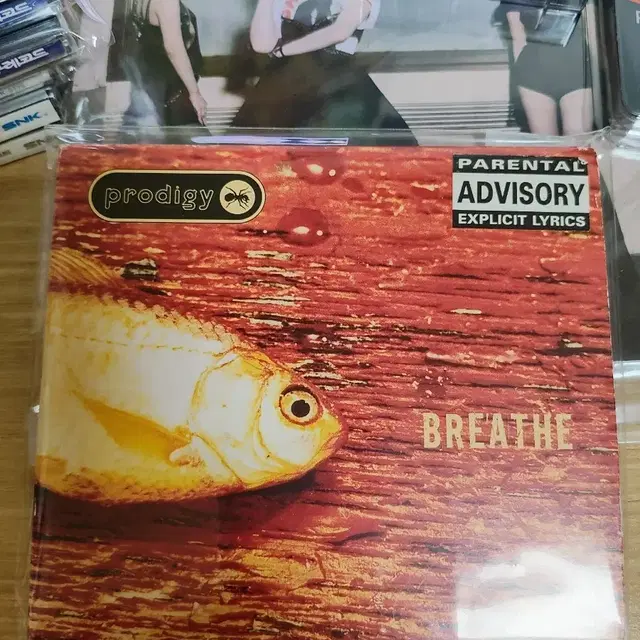 SNK
prodigy
PARENTAL
ADVISORY
EXPLICIT LYRICS
BREATHE